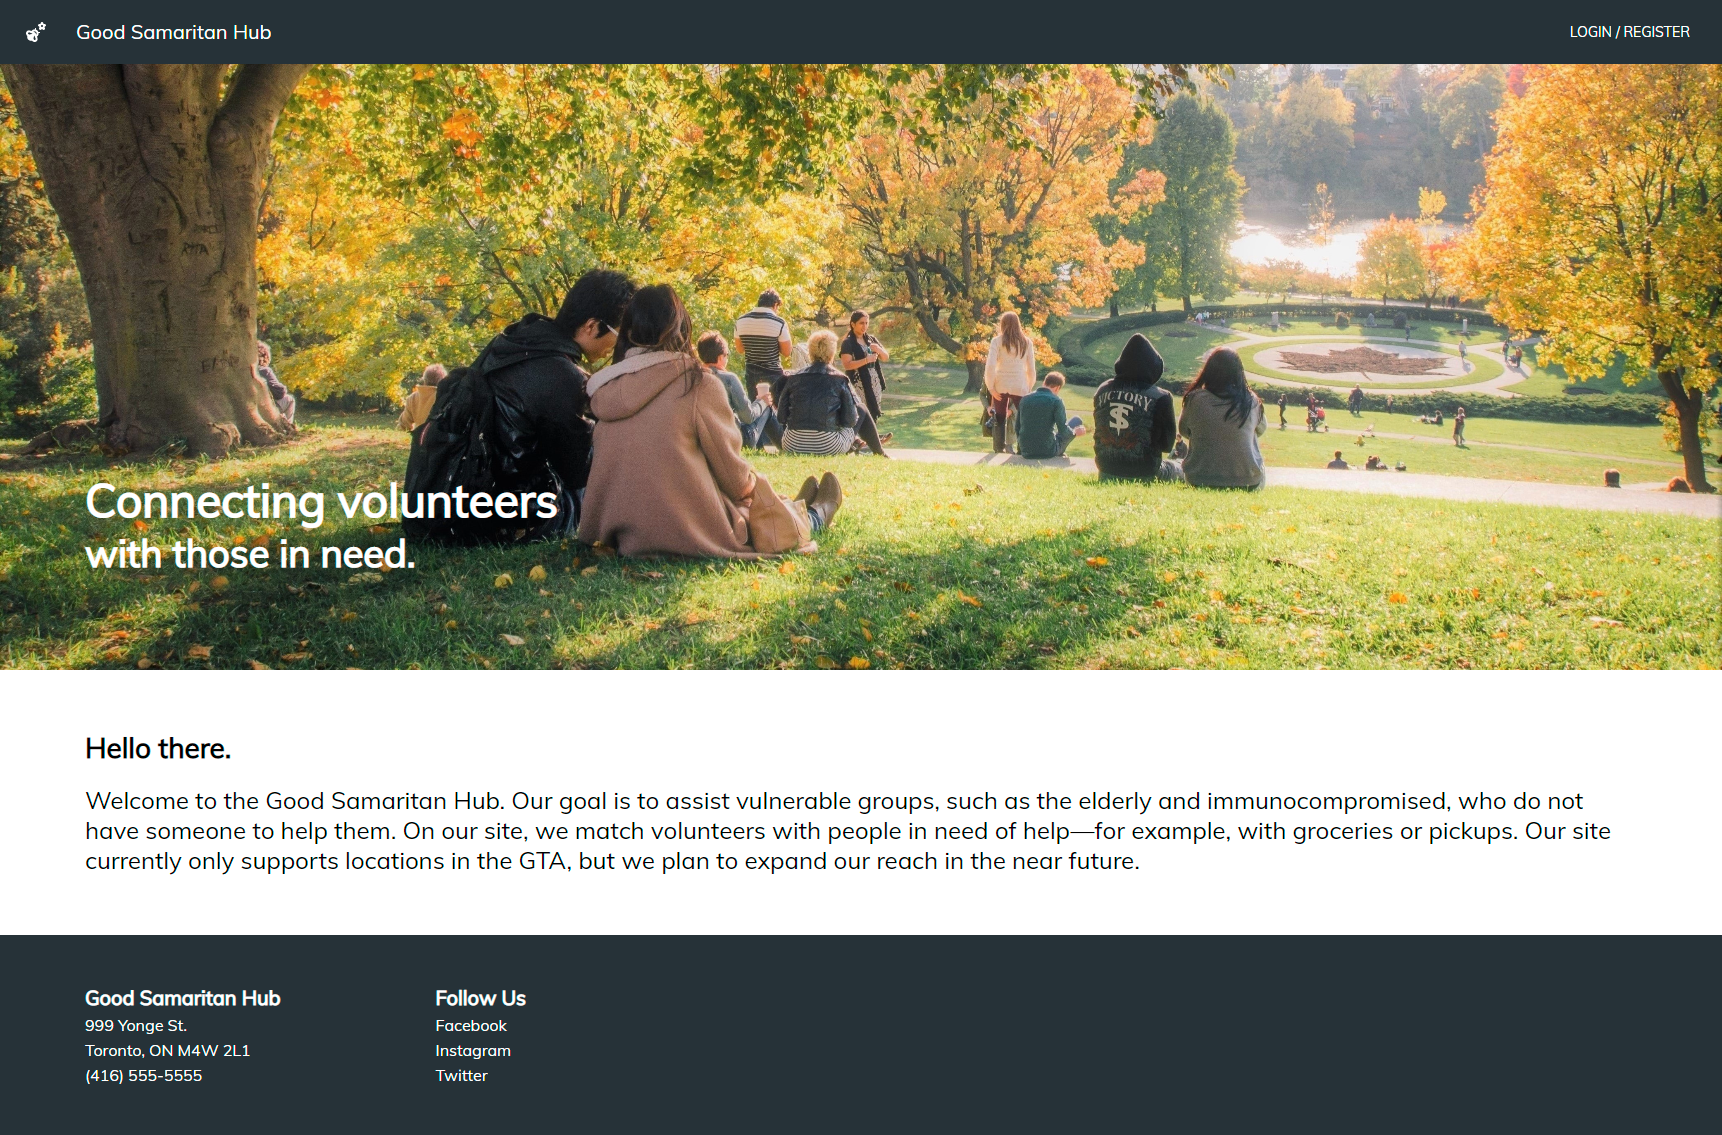 Good Samaritan Hub
LOGIN / REGISTER
VICTORY
Connecting volunteers
with those in need.
Hello there.
Welcome to the Good Samaritan Hub. Our goal is to assist vulnerable groups, such as the elderly and immunocompromised, who do not
have someone to help them. On our site, we match volunteers with people in need of help—for example, with groceries or pickups. Our site
currently only supports locations in the GTA, but we plan to expand our reach in the near future.
Good Samaritan Hub
999 Yonge St.
Toronto, ON M4W 2L1
(416) 555-5555
Follow Us
Facebook
Instagram
Twitter